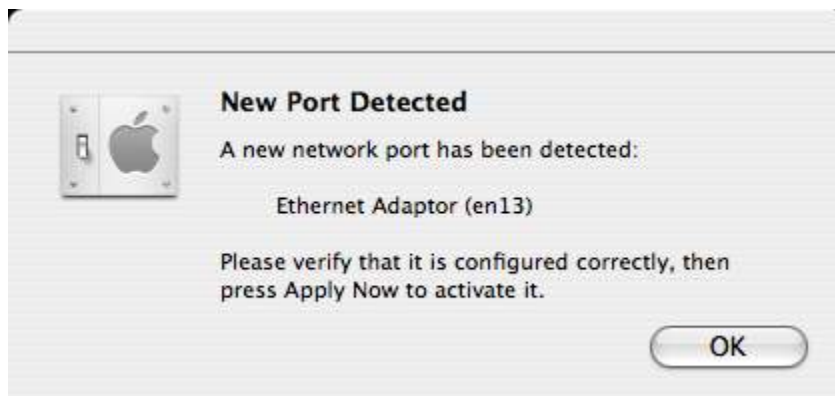 New Port Detected
A new network port has been detected:
Ethernet Adaptor (en13)
Please verify that it is configured correctly, then
press Apply Now to activate it.
OK